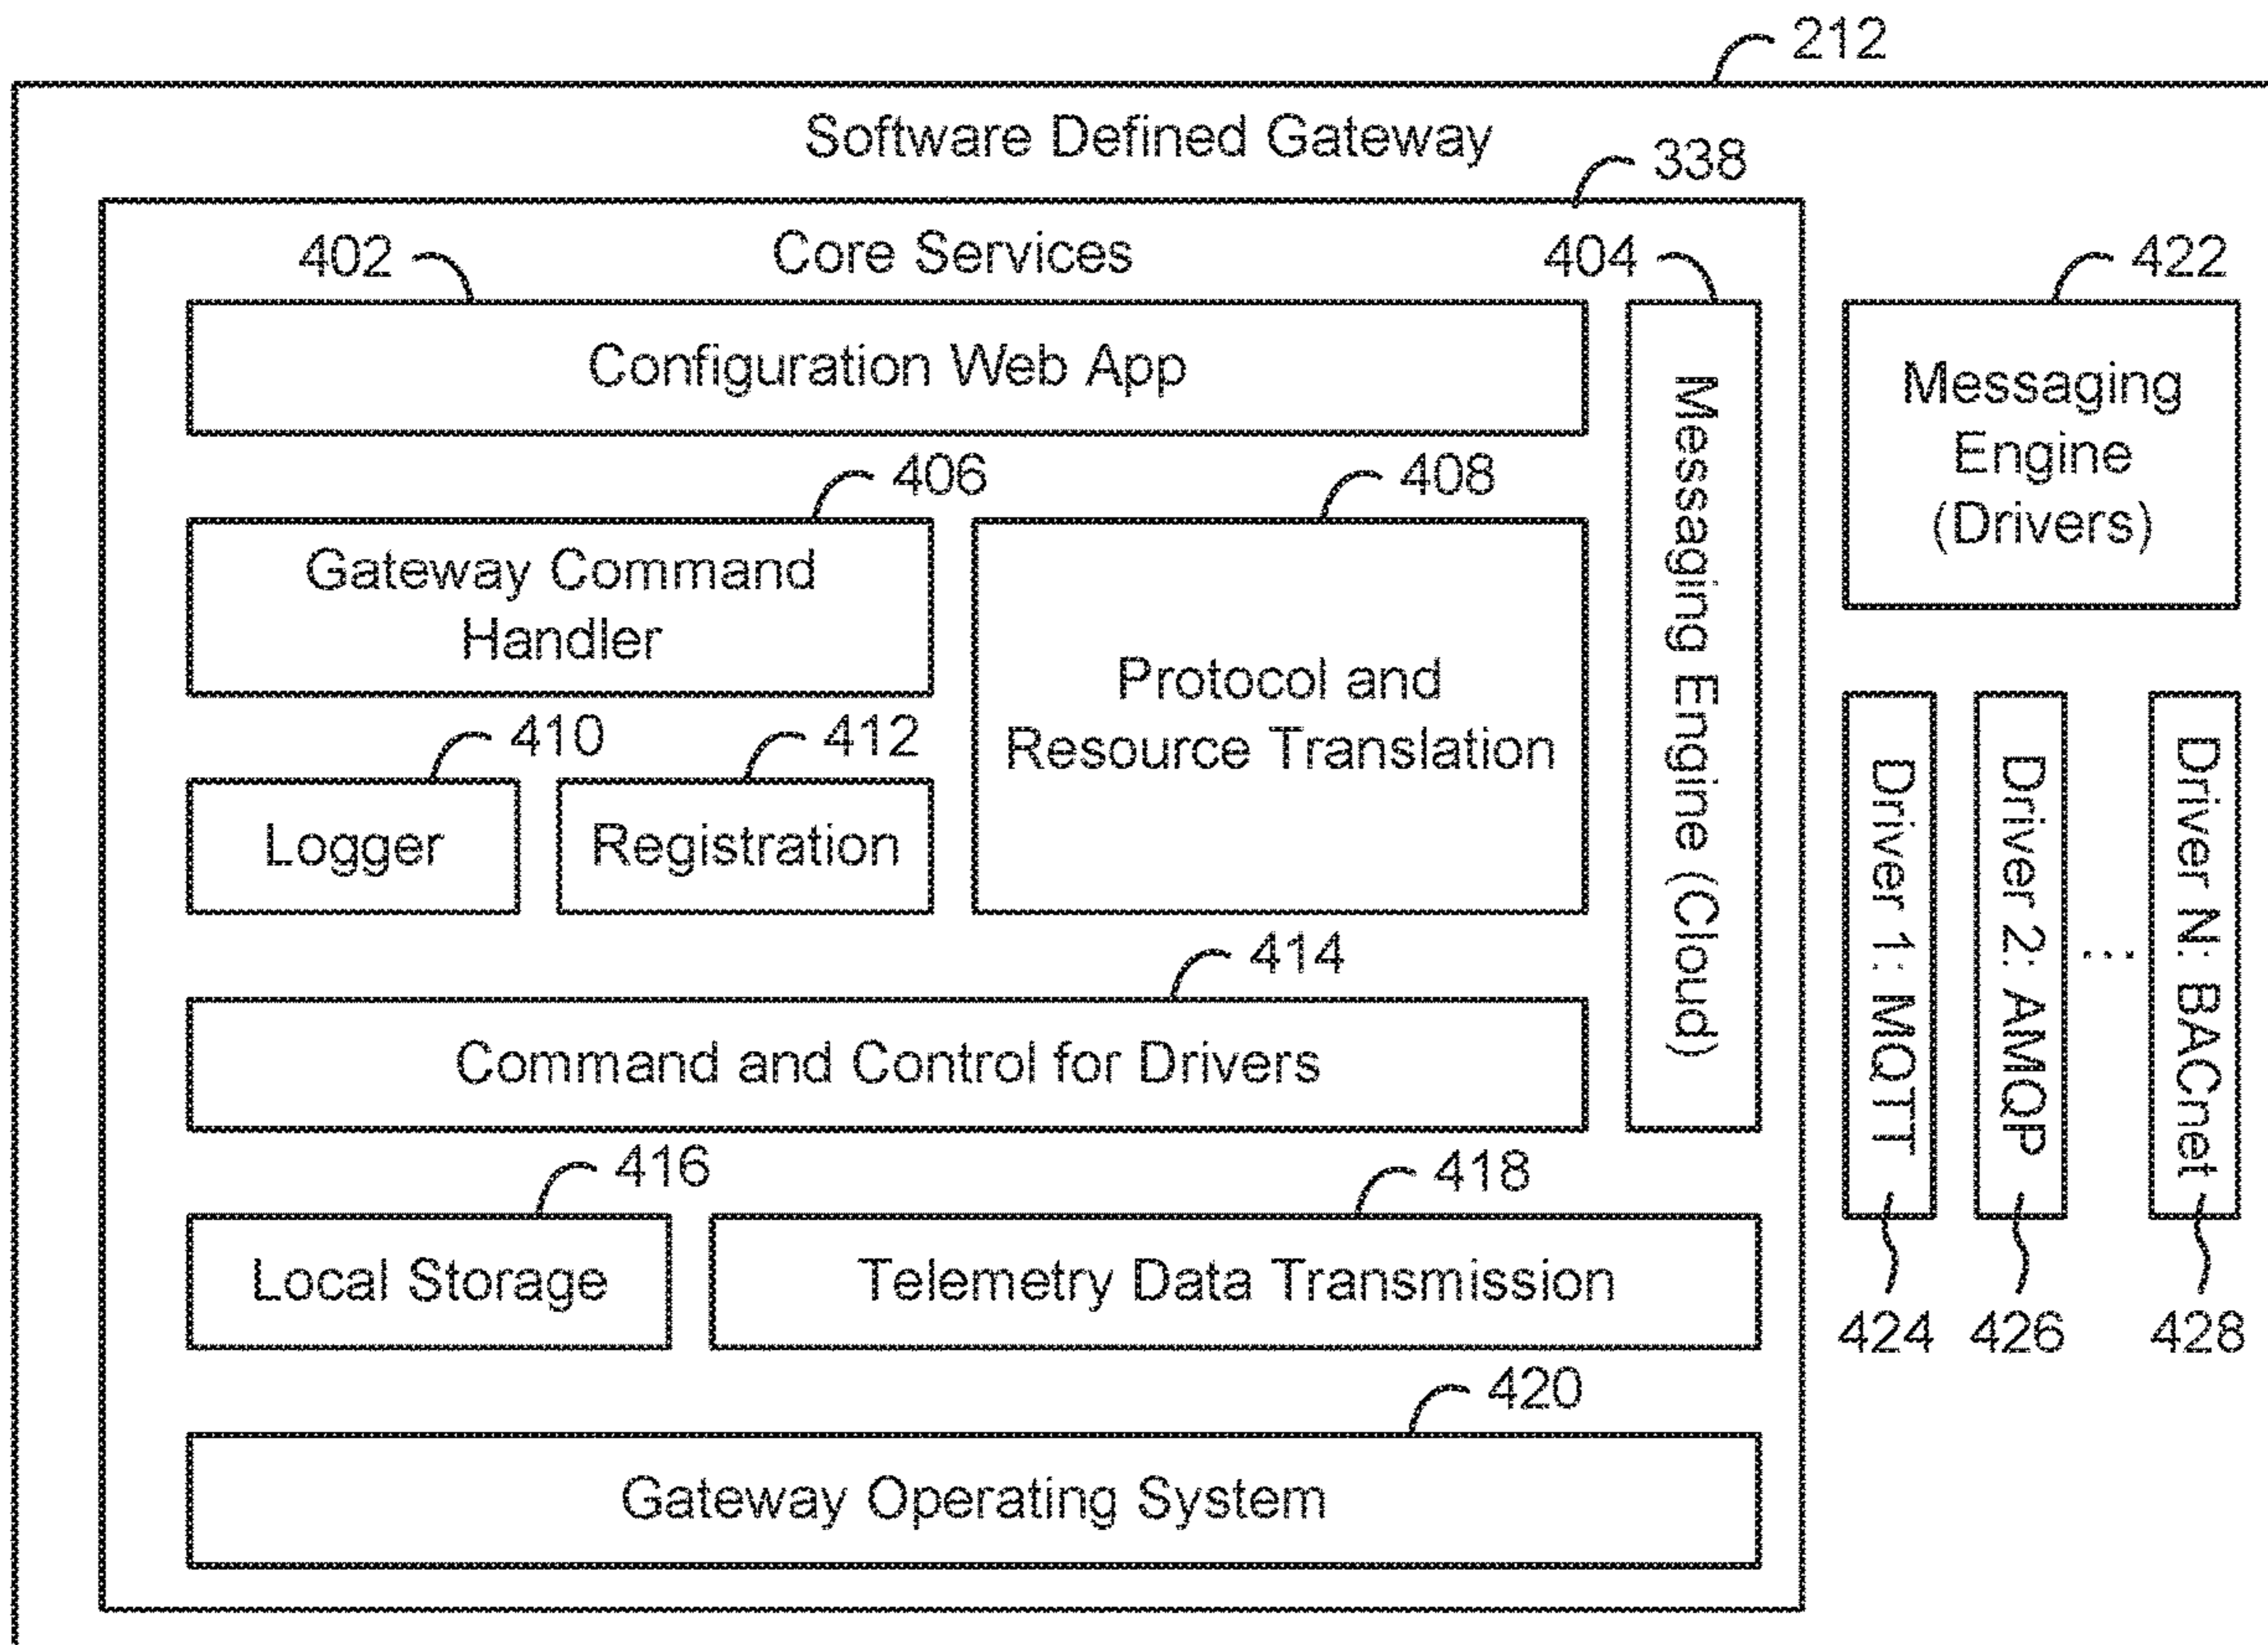 212
Software Defined Gateway
338
Core Services
402
404
422
Configuration Web App
Messaging Engine (Cloud)
Messaging
Engine
(Drivers)
406
408
Gateway Command
Handler
Protocol and
Resource Translation
410
412
Logger
Registration
Driver 1: MQTT
Driver 2: AMQP
...
Driver N: BACnet
414
Command and Control for Drivers
416
418
Local Storage
Telemetry Data Transmission
424
426
428
420
Gateway Operating System